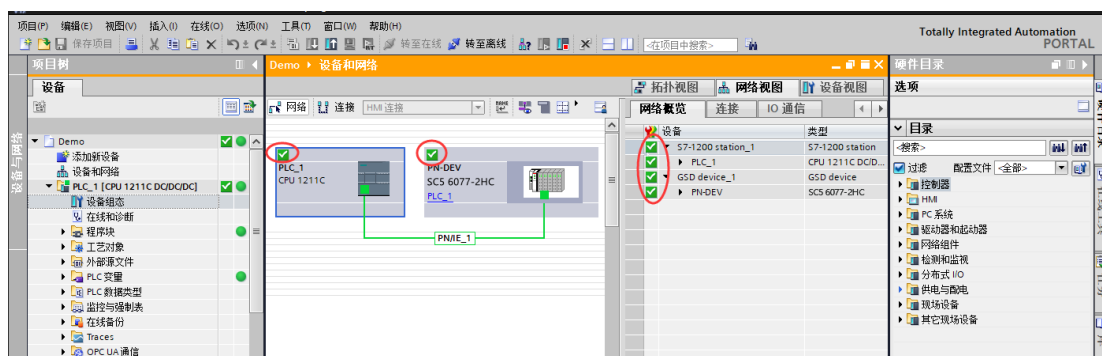 项目(P) 编辑(E) 视图(V) 插入(I) 在线(O) 选项(N) 工具(T) 窗口(W) 帮助(H)
Totally Integrated Automation
PORTAL
保存项目 转至在线 转至离线 <在项目中搜索>
项目树
Demo 设备和网络
硬件目录
设备
拓扑视图 网络视图 设备视图
选项
网络 连接 HMI 连接
网络概览 连接 IO 通信
设备与网络
Demo
添加新设备
设备和网络
PLC_1 [CPU 1211C DC/DC/DC]
设备组态
在线和诊断
程序块
工艺对象
外部源文件
PLC 变量
PLC 数据类型
监控与强制表
在线备份
Traces
OPC UA 通信
PLC_1
CPU 1211C
PN-DEV
SC5 6077-2HC
PLC_1
PN/IE_1
设备 类型
S7-1200 station_1 S7-1200 station
PLC_1 CPU 1211C DC/D...
GSD device_1 GSD device
PN-DEV SC5 6077-2HC
目录
<搜索>
过滤 配置文件 <全部>
控制器
HMI
PC 系统
驱动器和起动器
网络组件
检测和监视
分布式 I/O
供电与配电
现场设备
其它现场设备